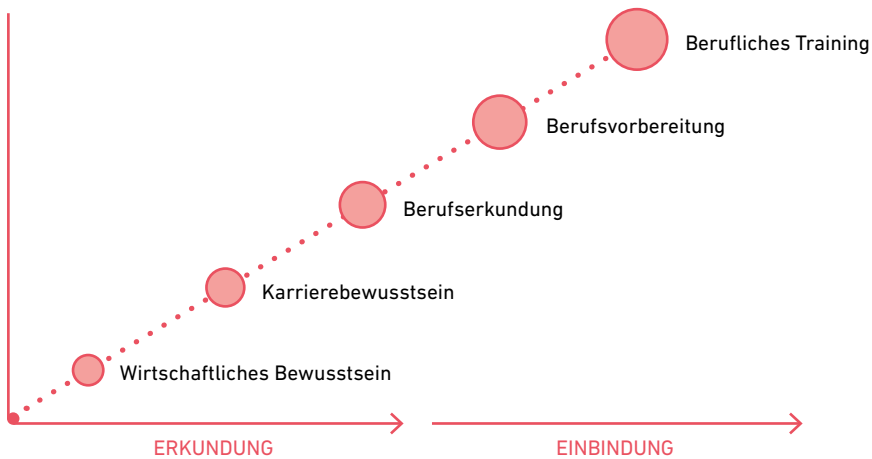 Berufliches Training
Berufsvorbereitung
Berufserkundung
Karrierebewusstsein
Wirtschaftliches Bewusstsein
ERKUNDUNG
EINBINDUNG